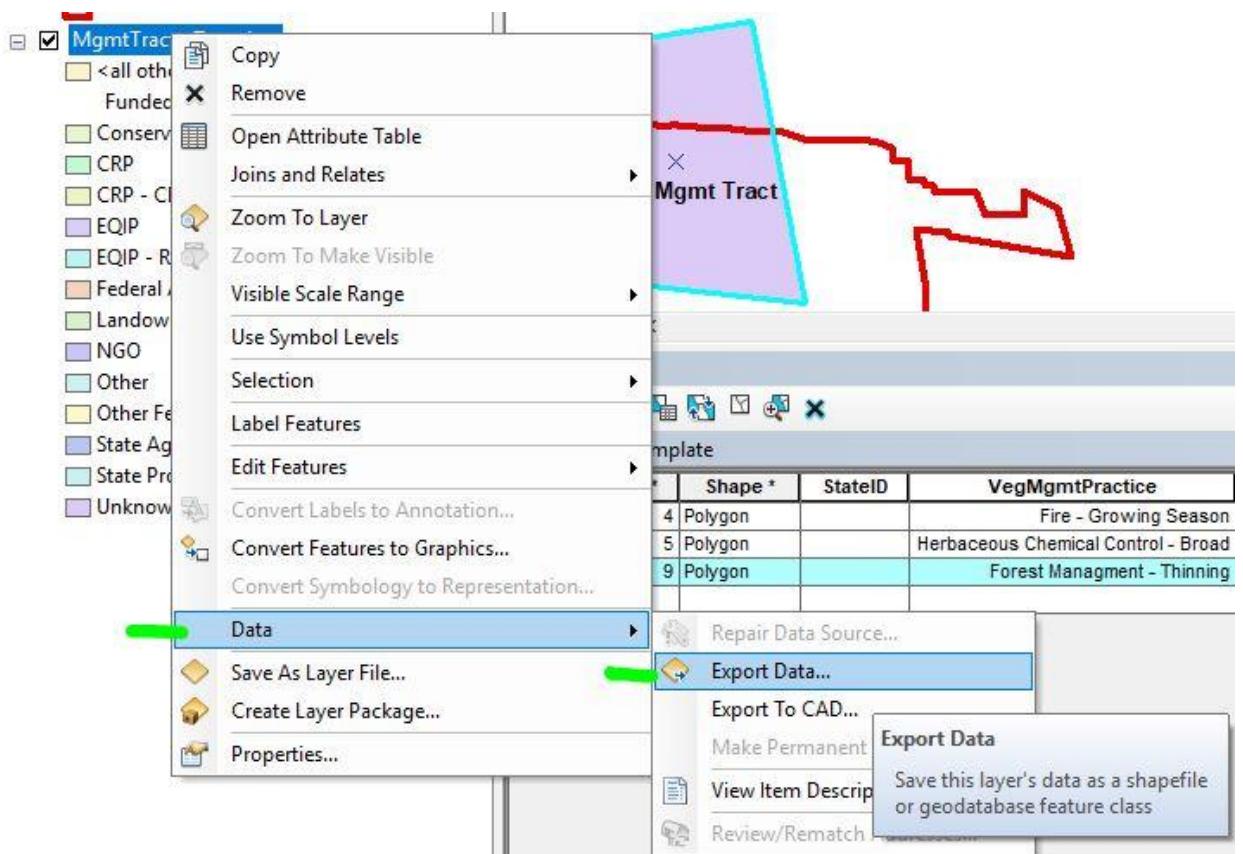 MgmtTrac
<all oth
Funded
Conserv
CRP
CRP - Cl
EQIP
EQIP - R
Federal
Landow
NGO
Other
Other Fe
State Ag
State Pro
Unknow
Copy
Remove
Open Attribute Table
Joins and Relates
Zoom To Layer
Zoom To Make Visible
Visible Scale Range
Use Symbol Levels
Selection
Label Features
Edit Features
Convert Labels to Annotation...
Convert Features to Graphics...
Convert Symbology to Representation...
Data
Save As Layer File...
Create Layer Package...
Properties...
Mgmt Tract
mplate
* Shape * StateID VegMgmtPractice
4 Polygon Fire - Growing Season
5 Polygon Herbaceous Chemical Control - Broad
9 Polygon Forest Managment - Thinning
Repair Data Source...
Export Data...
Export To CAD...
Make Permanent
View Item Descrip
Review/Rematch
Export Data
Save this layer's data as a shapefile
or geodatabase feature class